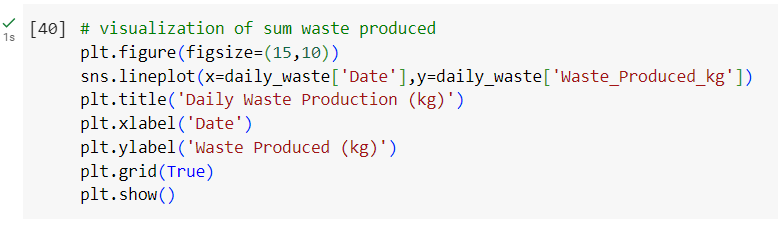 [40] # visualization of sum waste produced
plt.figure(figsize=(15,10))
1s
sns.lineplot(x=daily_waste['Date'],y=daily_waste['Waste_Produced_kg'])
plt.title('Daily Waste Production (kg)')
plt.xlabel('Date')
plt.ylabel('Waste Produced (kg)')
plt.grid(True)
plt.show()